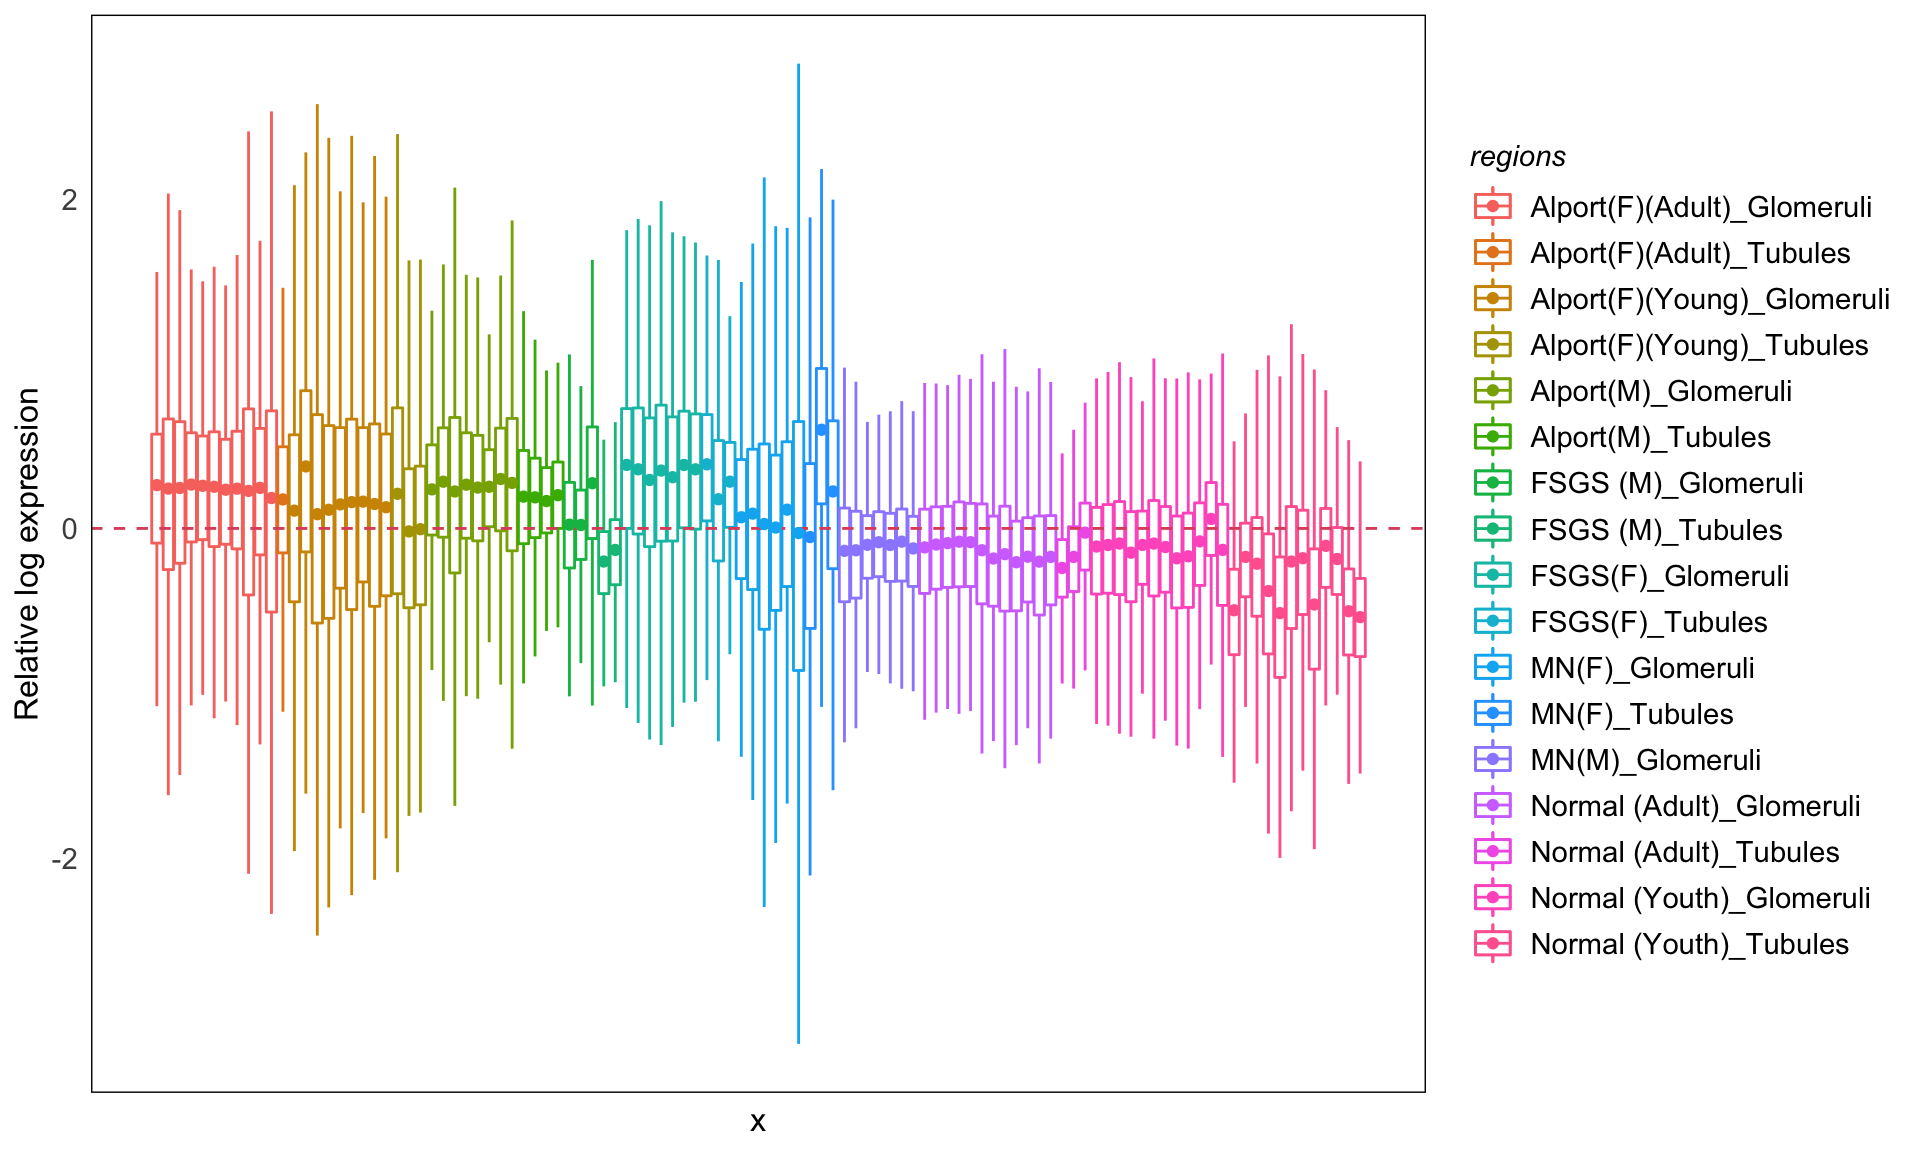 Relative log expression
2
0
-2
x
regions
Alport(F)(Adult)_Glomeruli
Alport(F)(Adult)_Tubules
Alport(F)(Young)_Glomeruli
Alport(F)(Young)_Tubules
Alport(M)_Glomeruli
Alport(M)_Tubules
FSGS (M)_Glomeruli
FSGS (M)_Tubules
FSGS(F)_Glomeruli
FSGS(F)_Tubules
MN(F)_Glomeruli
MN(F)_Tubules
MN(M)_Glomeruli
Normal (Adult)_Glomeruli
Normal (Adult)_Tubules
Normal (Youth)_Glomeruli
Normal (Youth)_Tubules